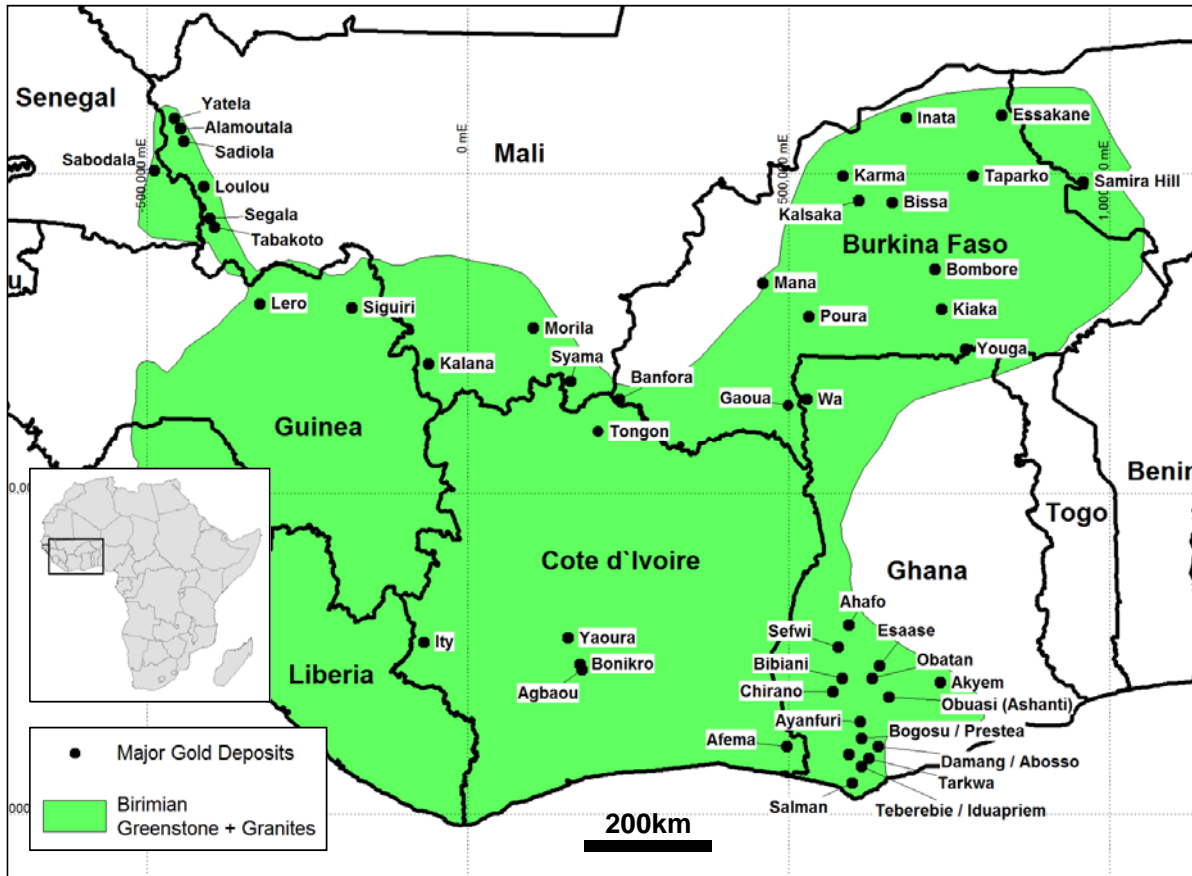 Senegal
Yatela
Alamoutala
Sadiola
Sabodala
Loulou
Segala
Tabakoto
-500,000 mE
0 mE
Mali
500,000 mE
Inata
Essakane
Karma
Taparko
Samira Hill
Kalsaka
Bissa
Burkina Faso
Bombore
Mana
Kiaka
Poura
Youga
u
Lero
Siguiri
Morila
Kalana
Syama
Banfora
Gaoua
Wa
Tongon
Guinea
Benin
Togo
Cote d`Ivoire
Ghana
Ahafo
Sefwi
Esaase
Ity
Yaoura
Bibiani
Obatan
Liberia
Bonikro
Chirano
Akyem
Agbaou
Obuasi (Ashanti)
Ayanfuri
Afema
Bogosu / Prestea
Damang / Abosso
Tarkwa
Salman
Teberebie / Iduapriem
Major Gold Deposits
Birimian
Greenstone + Granites
200km